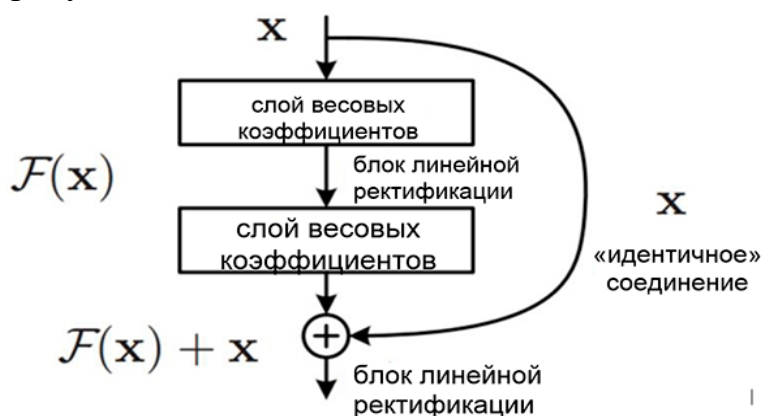 x
слой весовых
коэффициентов
F(x)
блок линейной
ректификации
x
слой весовых
коэффициентов
«идентичное»
соединение
F(x) + x
+
блок линейной
ректификации